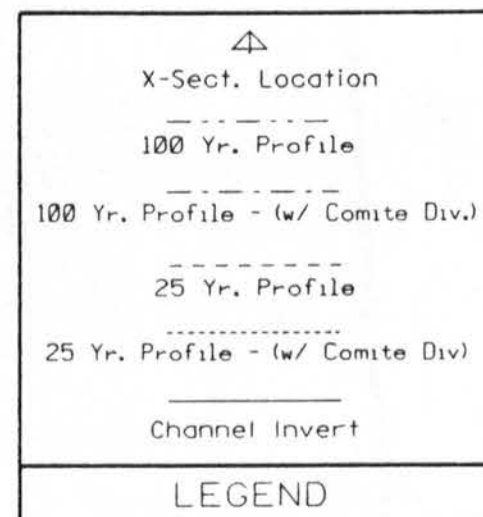 X-Sect. Location
100 Yr. Profile
100 Yr. Profile - (w/ Comite Div.)
25 Yr. Profile
25 Yr. Profile - (w/ Comite Div)
Channel Invert
LEGEND